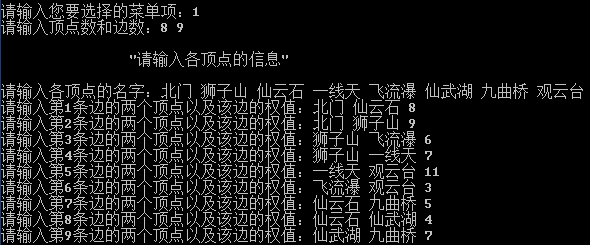 请输入您要选择的菜单项：1
请输入顶点数和边数：8 9
"请输入各顶点的信息"
请输入各顶点的名字：北门 狮子山 仙云石 一线天 飞流瀑 仙武湖 九曲桥 观云台
请输入第1条边的两个顶点以及该边的权值：北门 仙云石 8
请输入第2条边的两个顶点以及该边的权值：北门 狮子山 9
请输入第3条边的两个顶点以及该边的权值：狮子山 飞流瀑 6
请输入第4条边的两个顶点以及该边的权值：狮子山 一线天 7
请输入第5条边的两个顶点以及该边的权值：一线天 观云台 11
请输入第6条边的两个顶点以及该边的权值：飞流瀑 观云台 3
请输入第7条边的两个顶点以及该边的权值：仙云石 九曲桥 5
请输入第8条边的两个顶点以及该边的权值：仙云石 仙武湖 4
请输入第9条边的两个顶点以及该边的权值：仙武湖 九曲桥 7